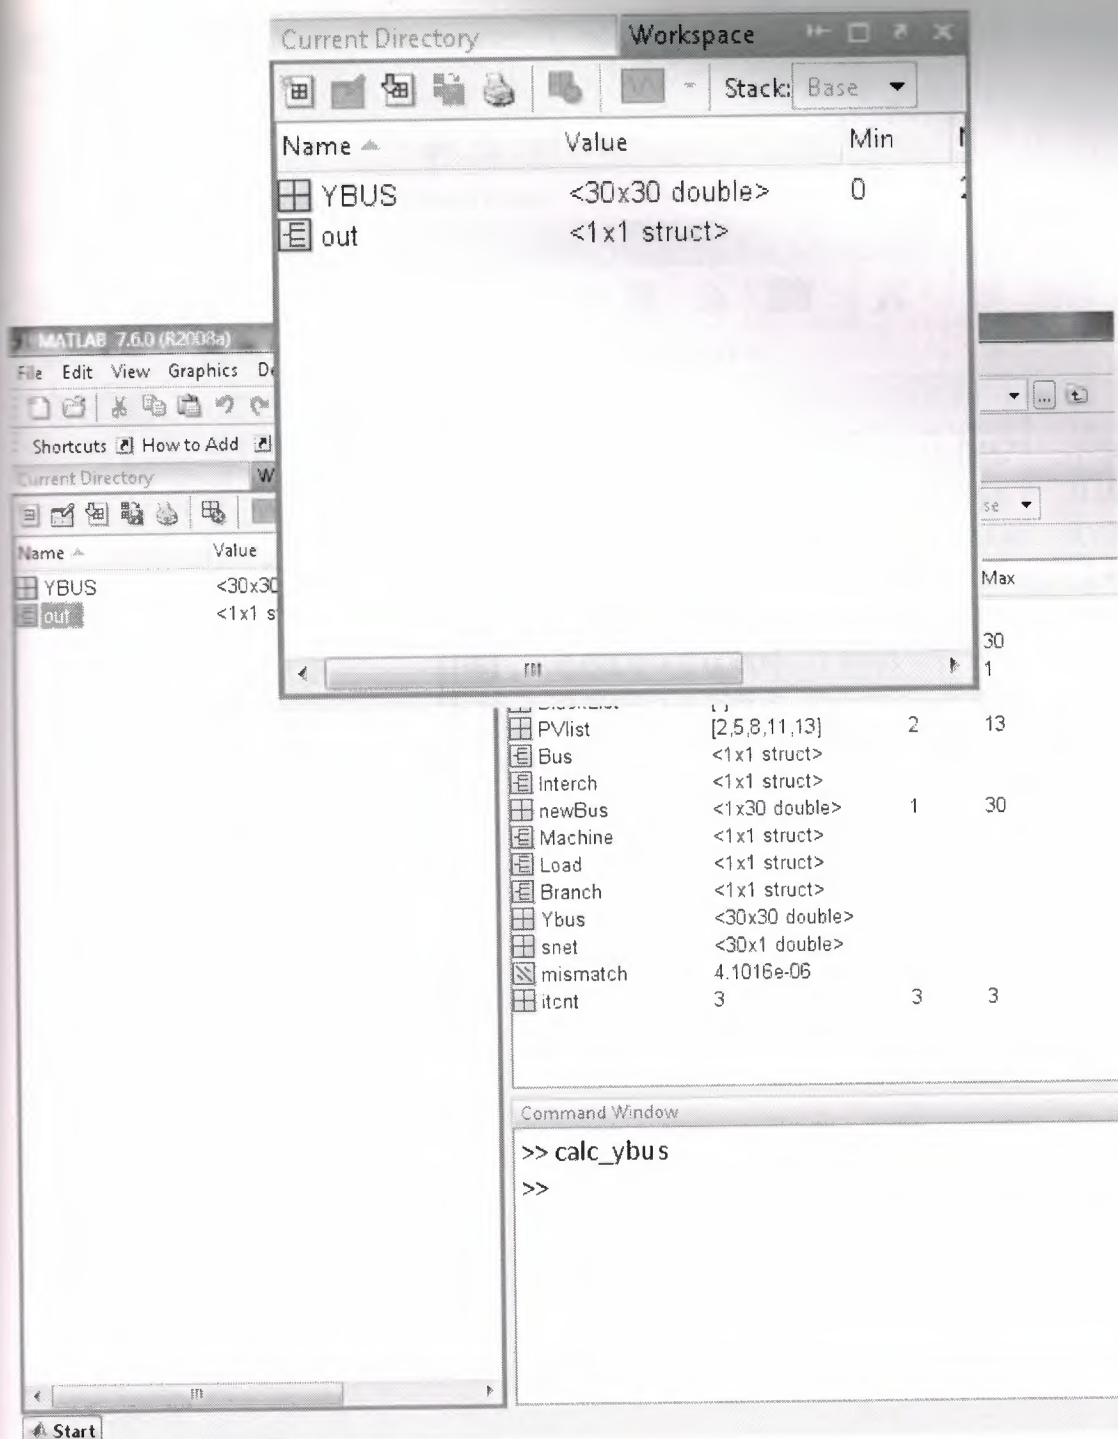 Current Directory Workspace
Stack: Base
Name Value Min
YBUS <30x30 double> 0
out <1x1 struct>
MATLAB 7.6.0 (R2008a)
File Edit View Graphics De
Shortcuts How to Add
Current Directory W
se
Name Value
Max
YBUS <30x30
out <1x1 s
30
1
PVlist [2,5,8,11,13] 2 13
Bus <1x1 struct>
Interch <1x1 struct>
newBus <1x30 double> 1 30
Machine <1x1 struct>
Load <1x1 struct>
Branch <1x1 struct>
Ybus <30x30 double>
snet <30x1 double>
mismatch 4.1016e-06
itcnt 3 3 3
Command Window
>> calc_ybus
>>
Start